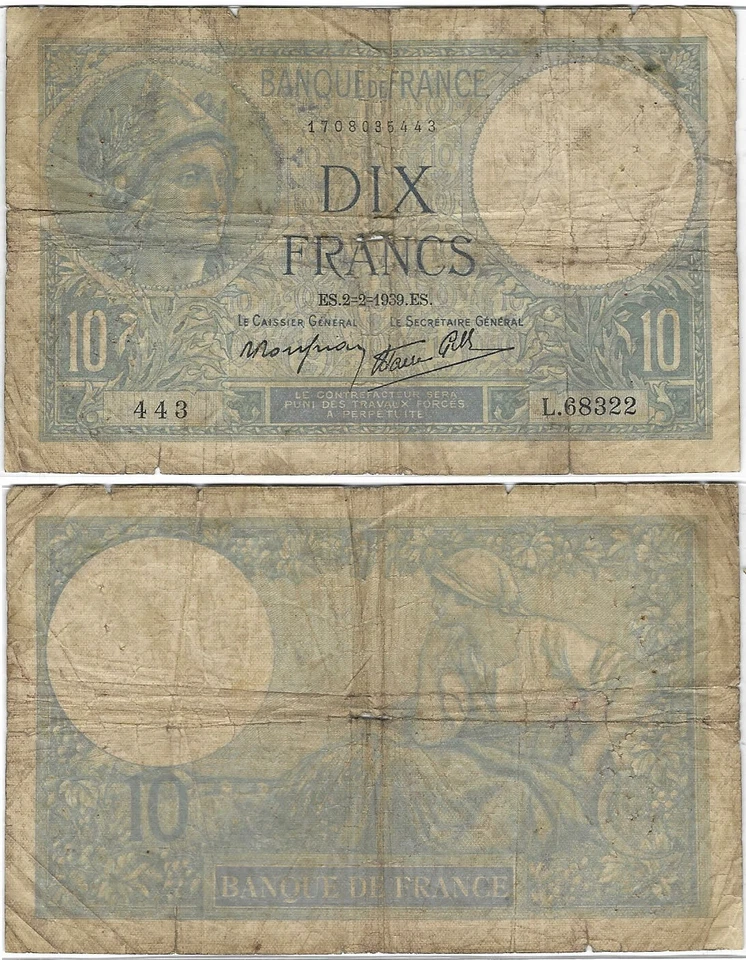 BANQUE DE FRANCE
1708035443
DIX
FRANCS
ES.2=2=1939.ES.
LE CAISSIER GÉNÉRAL LE SECRÉTAIRE GÉNÉRAL
10 10
LE CONTREFACTEUR SERA
PUNI DES TRAVAUX FORCÉS
À PERPÉTUITÉ
443 L.68322
10
BANQUE DE FRANCE